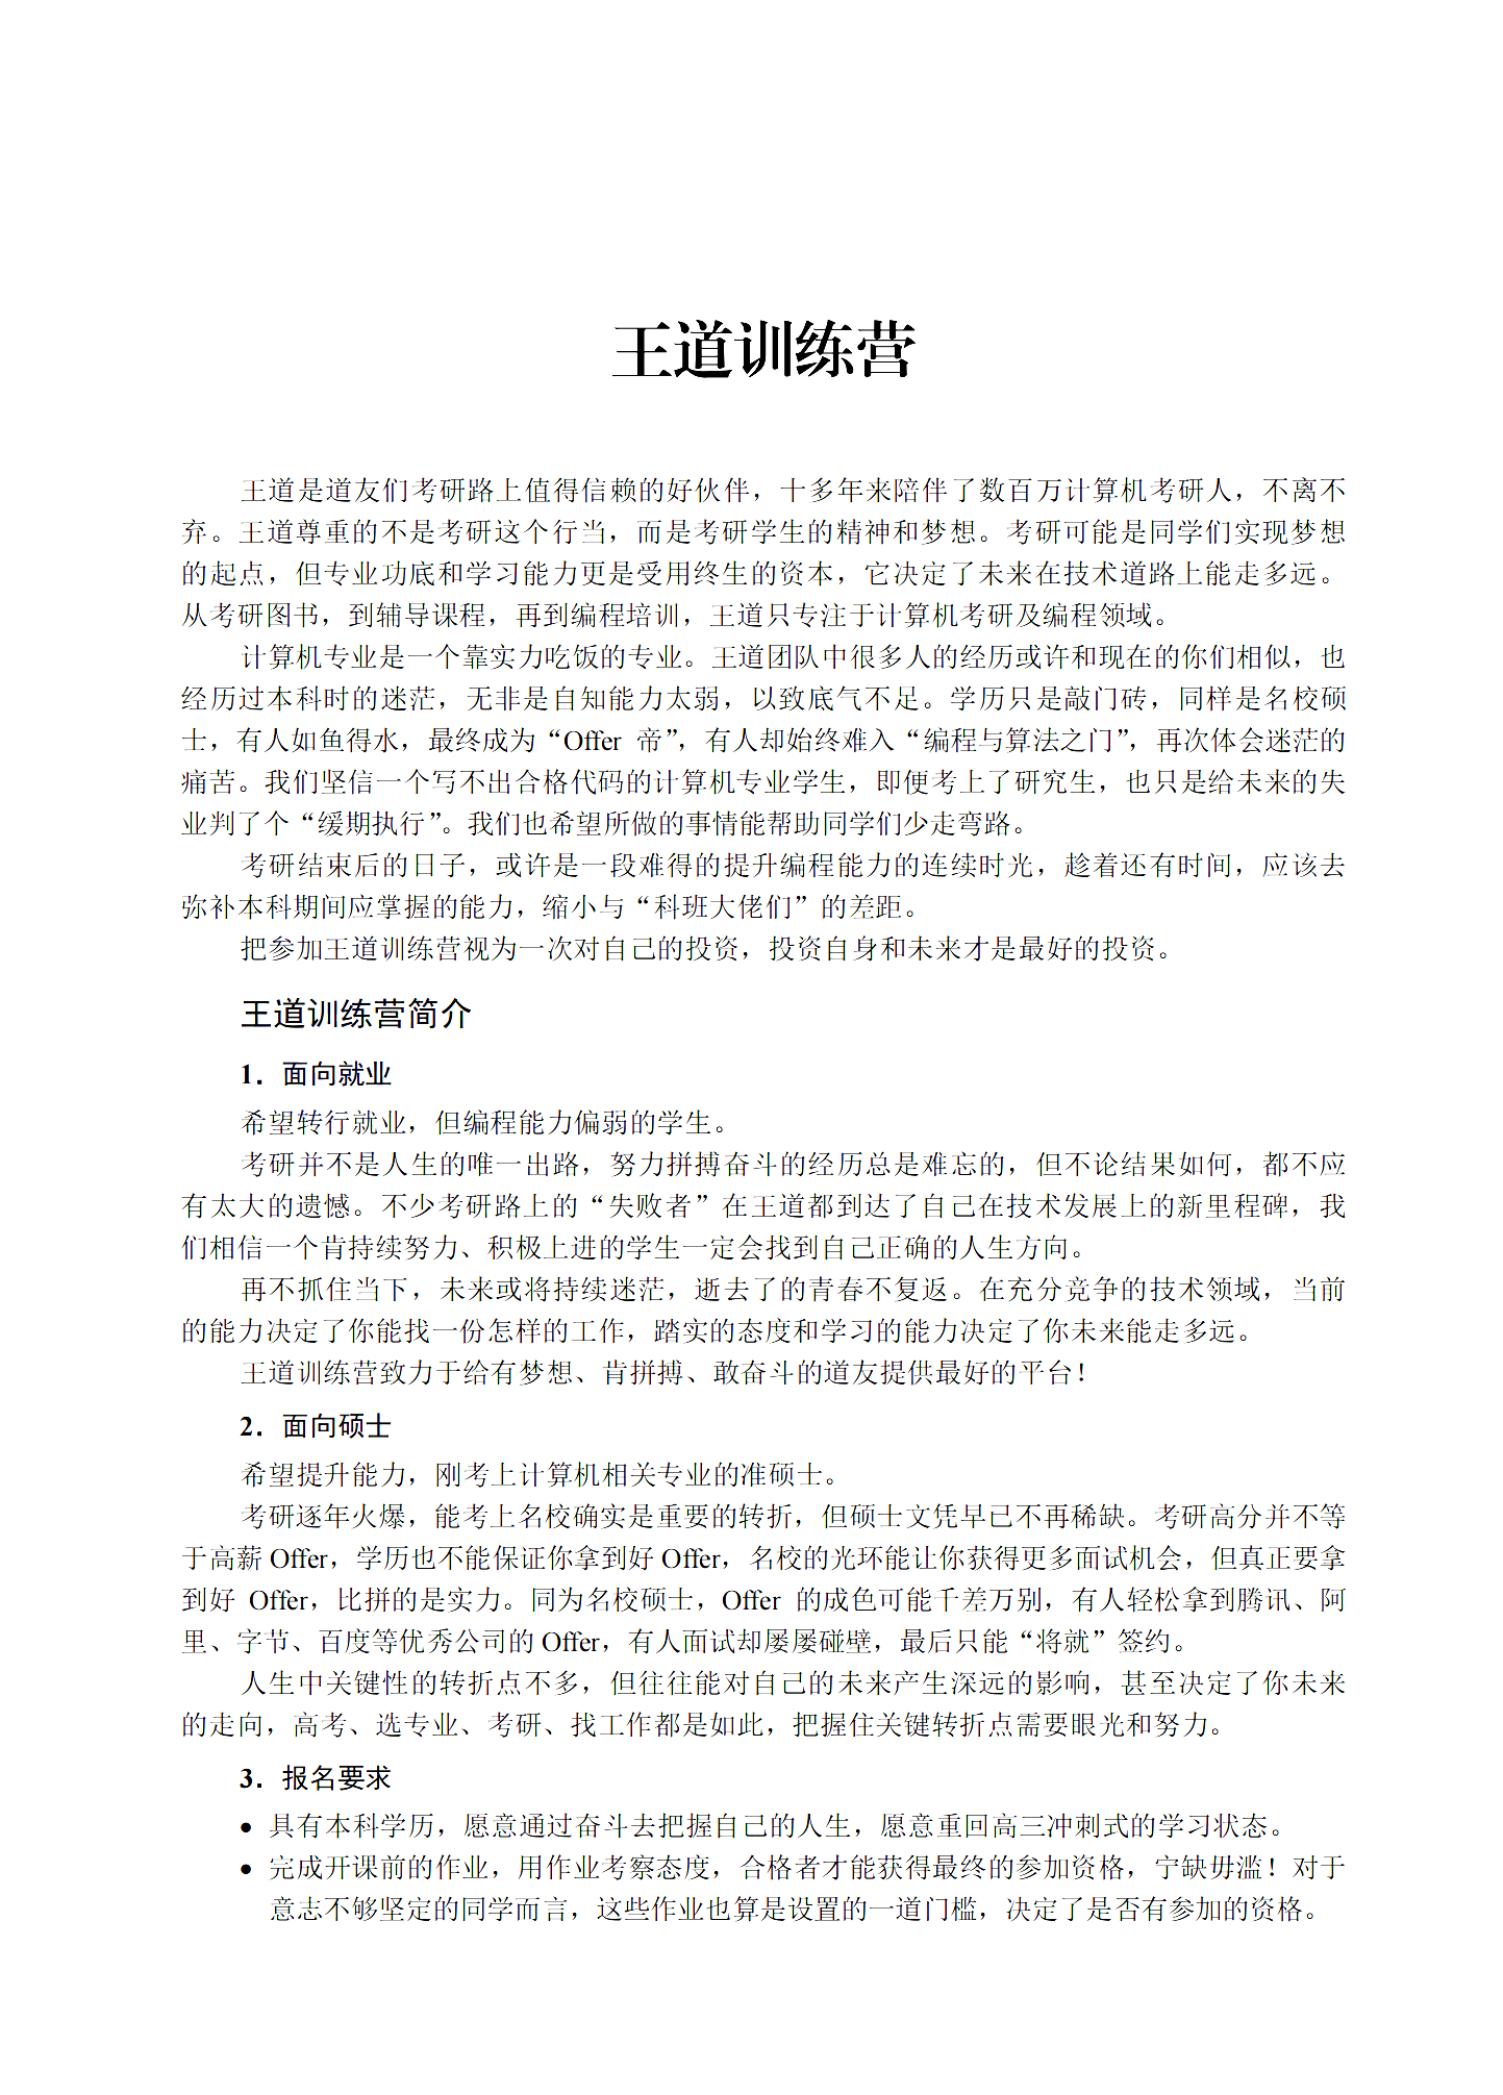 王道训练营
王道是道友们考研路上值得信赖的好伙伴，十多年来陪伴了数百万计算机考研人，不离不
弃。王道尊重的不是考研这个行当，而是考研学生的精神和梦想。考研可能是同学们实现梦想
的起点，但专业功底和学习能力更是受用终生的资本，它决定了未来在技术道路上能走多远。
从考研图书，到辅导课程，再到编程培训，王道只专注于计算机考研及编程领域。
计算机专业是一个靠实力吃饭的专业。王道团队中很多人的经历或许和现在的你们相似，也
经历过本科时的迷茫，无非是自知能力太弱，以致底气不足。学历只是敲门砖，同样是名校硕
士，有人如鱼得水，最终成为“Offer 帝”，有人却始终难入“编程与算法之门”，再次体会迷茫的
痛苦。我们坚信一个写不出合格代码的计算机专业学生，即便考上了研究生，也只是给未来的失
业判了个“缓期执行”。我们也希望所做的事情能帮助同学们少走弯路。
考研结束后的日子，或许是一段难得的提升编程能力的连续时光，趁着还有时间，应该去
弥补本科期间应掌握的能力，缩小与“科班大佬们”的差距。
把参加王道训练营视为一次对自己的投资，投资自身和未来才是最好的投资。
王道训练营简介
1．面向就业
希望转行就业，但编程能力偏弱的学生。
考研并不是人生的唯一出路，努力拼搏奋斗的经历总是难忘的，但不论结果如何，都不应
有太大的遗憾。不少考研路上的“失败者”在王道都到达了自己在技术发展上的新里程碑，我
们相信一个肯持续努力、积极上进的学生一定会找到自己正确的人生方向。
再不抓住当下，未来或将持续迷茫，逝去了的青春不复返。在充分竞争的技术领域，当前
的能力决定了你能找一份怎样的工作，踏实的态度和学习的能力决定了你未来能走多远。
王道训练营致力于给有梦想、肯拼搏、敢奋斗的道友提供最好的平台！
2．面向硕士
希望提升能力，刚考上计算机相关专业的准硕士。
考研逐年火爆，能考上名校确实是重要的转折，但硕士文凭早已不再稀缺。考研高分并不等
于高薪 Offer，学历也不能保证你拿到好 Offer，名校的光环能让你获得更多面试机会，但真正要拿
到好 Offer，比拼的是实力。同为名校硕士，Offer 的成色可能千差万别，有人轻松拿到腾讯、阿
里、字节、百度等优秀公司的 Offer，有人面试却屡屡碰壁，最后只能“将就”签约。
人生中关键性的转折点不多，但往往能对自己的未来产生深远的影响，甚至决定了你未来
的走向，高考、选专业、考研、找工作都是如此，把握住关键转折点需要眼光和努力。
3．报名要求
● 具有本科学历，愿意通过奋斗去把握自己的人生，愿意重回高三冲刺式的学习状态。
● 完成开课前的作业，用作业考察态度，合格者才能获得最终的参加资格，宁缺毋滥！对于
意志不够坚定的同学而言，这些作业也算是设置的一道门槛，决定了是否有参加的资格。